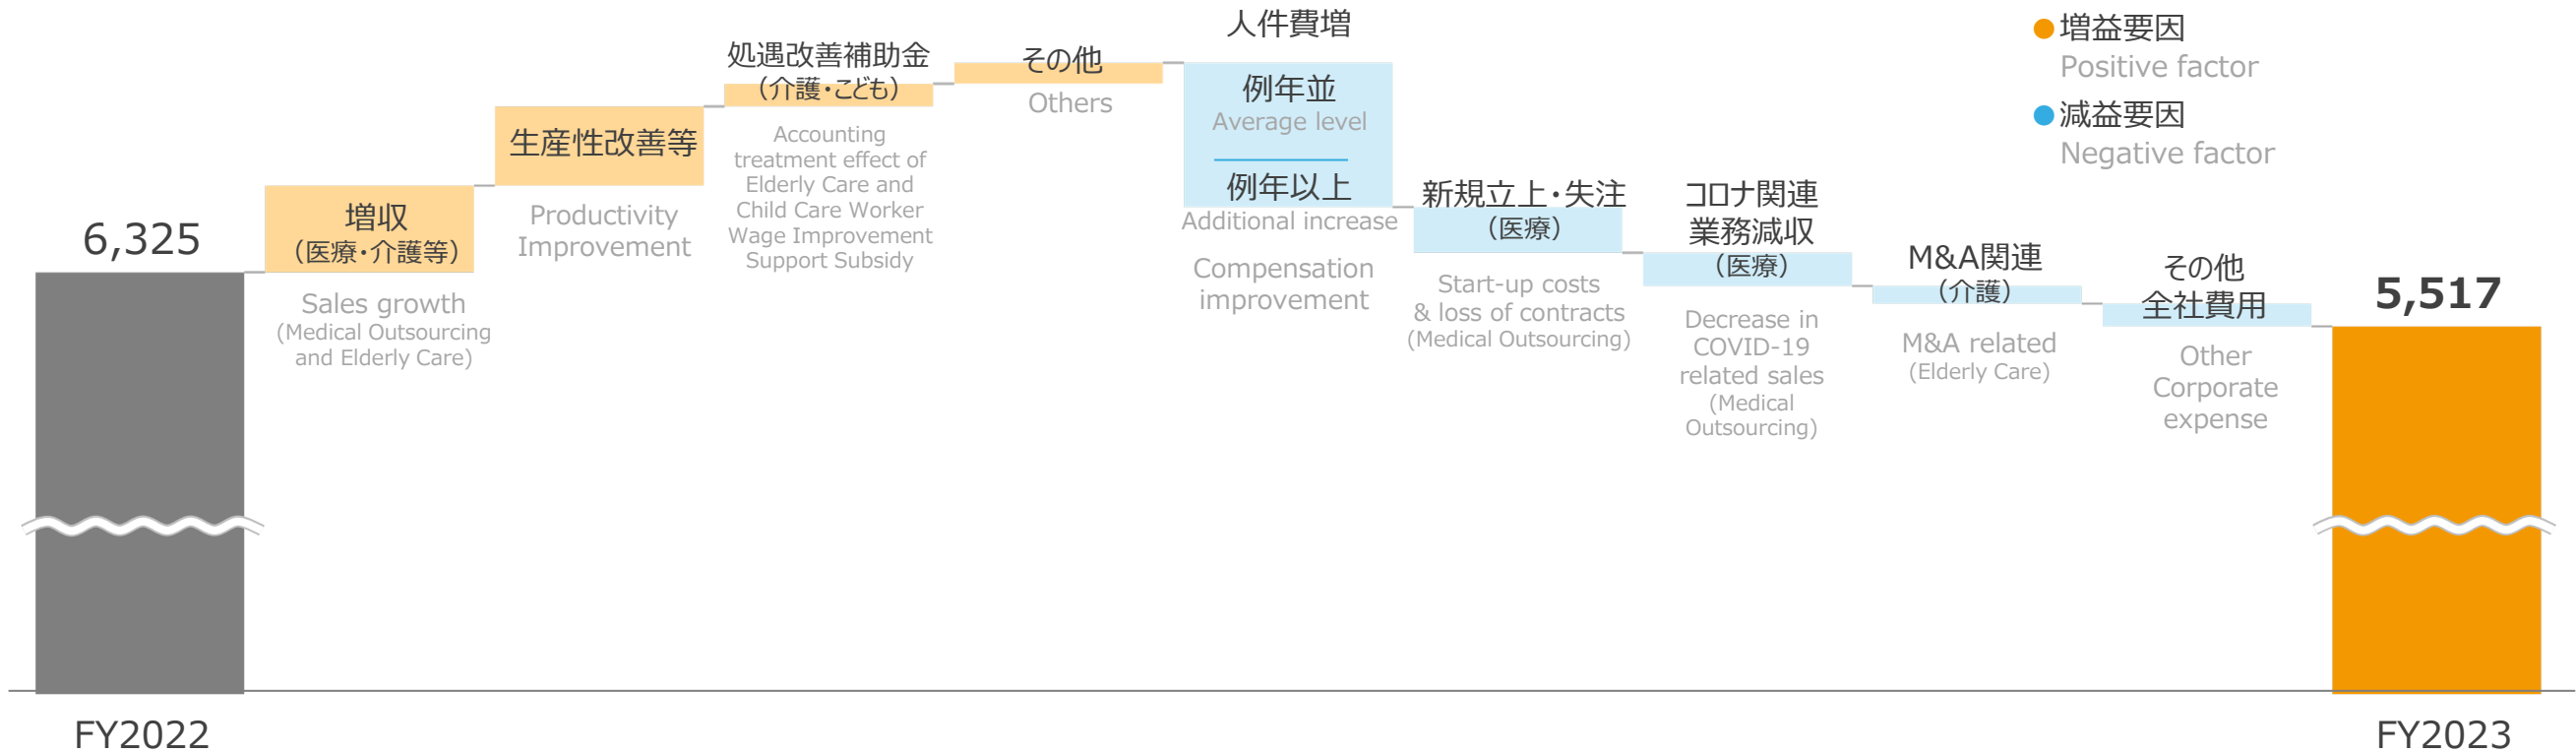 6,325
FY2022
増収
（医療・介護等）
Sales growth
(Medical Outsourcing
and Elderly Care)
生産性改善等
Productivity
Improvement
処遇改善補助金
（介護・こども）
Accounting
treatment effect of
Elderly Care and
Child Care Worker
Wage Improvement
Support Subsidy
その他
Others
人件費増
例年並
Average level
例年以上
Additional increase
Compensation
improvement
新規立上・失注
（医療）
Start-up costs
& loss of contracts
(Medical Outsourcing)
コロナ関連
業務減収
（医療）
Decrease in
COVID-19
related sales
(Medical
Outsourcing)
M&A関連
（介護）
M&A related
(Elderly Care)
その他
全社費用
Other
Corporate
expense
5,517
FY2023
増益要因
Positive factor
減益要因
Negative factor